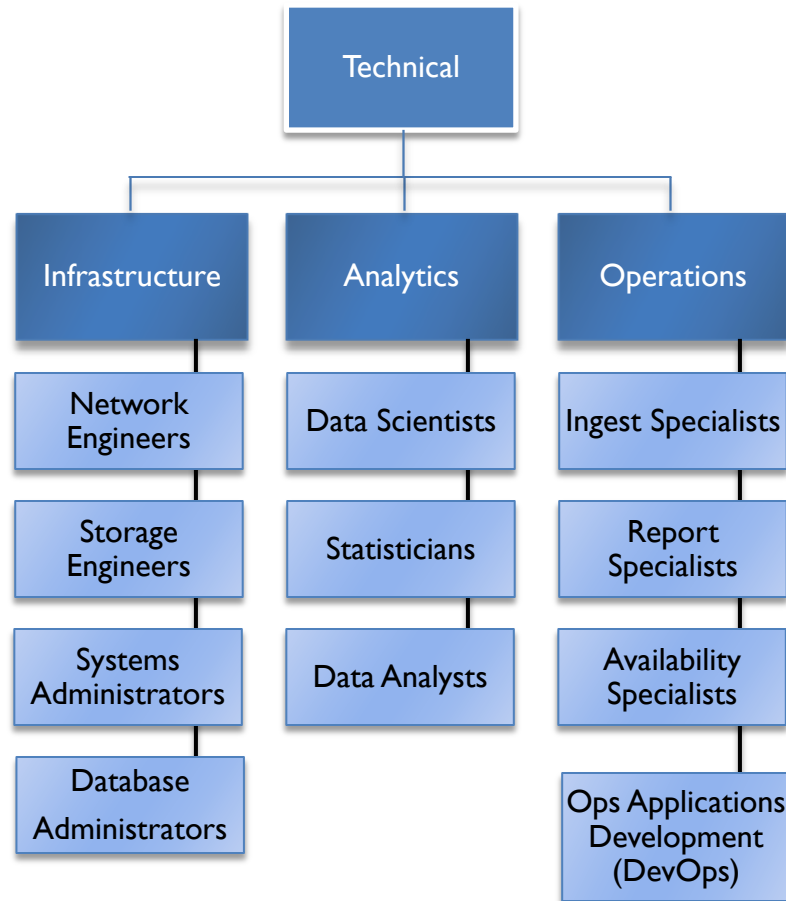 Technical
Infrastructure
Analytics
Operations
Network
Engineers
Data Scientists
Ingest Specialists
Storage
Engineers
Statisticians
Report
Specialists
Systems
Administrators
Data Analysts
Availability
Specialists
Database
Administrators
Ops Applications
Development
(DevOps)